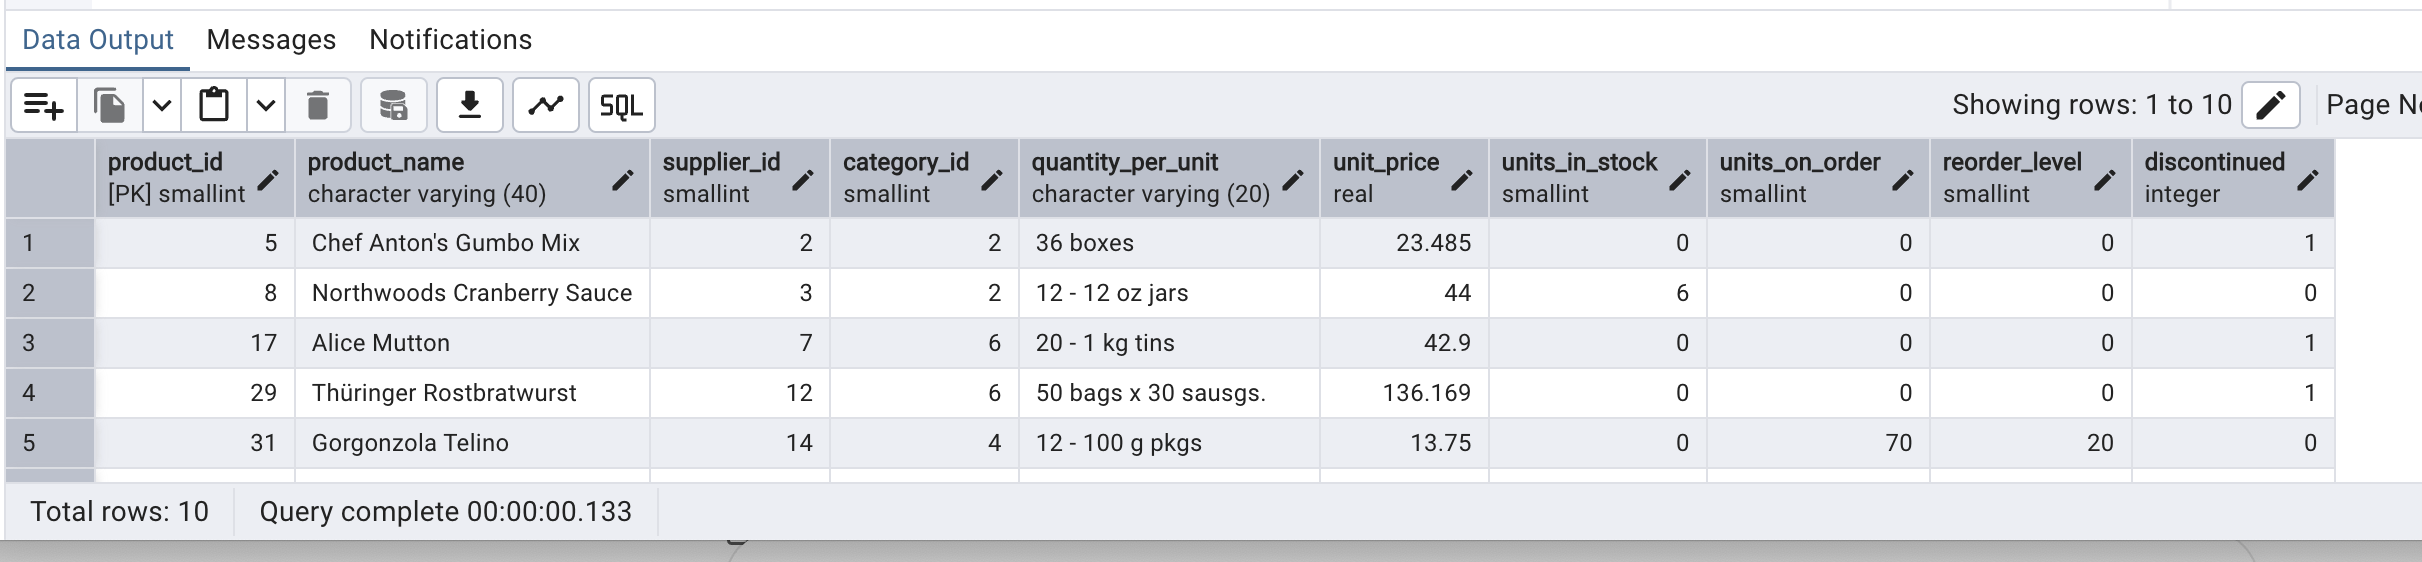 Data Output Messages Notifications
SQL Showing rows: 1 to 10 Page N
product_id product_name supplier_id category_id quantity_per_unit unit_price units_in_stock units_on_order reorder_level discontinued
[PK] smallint character varying (40) smallint smallint character varying (20) real smallint smallint smallint integer
1 5 Chef Anton's Gumbo Mix 2 2 36 boxes 23.485 0 0 0 1
2 8 Northwoods Cranberry Sauce 3 2 12 - 12 oz jars 44 6 0 0 0
3 17 Alice Mutton 7 6 20 - 1 kg tins 42.9 0 0 0 1
4 29 Thüringer Rostbratwurst 12 6 50 bags x 30 sausgs. 136.169 0 0 0 1
5 31 Gorgonzola Telino 14 4 12 - 100 g pkgs 13.75 0 70 20 0
Total rows: 10 Query complete 00:00:00.133